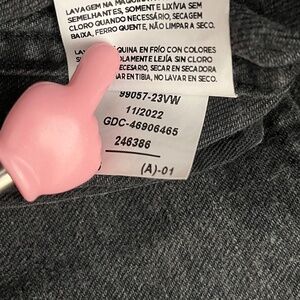 LAVAGEM NA MAQUINA
SEMELHANTES, SOMENTE LIXÍVIA SEM
CLORO QUANDO NECESSÁRIO, SECAGEM
BAIXA, FERRO QUENTE, NÃO LIMPAR A SECO.
QUINA EN FRÍO CON COLORES
OLAMENTE LEJÍA SIN CLORO
ECESARIO, SECAR EN SECADORA
AR EN TIBIA, NO LAVAR EN SECO.
99057-23VW
11/2022
GDC-46906465
246386
(A)-01